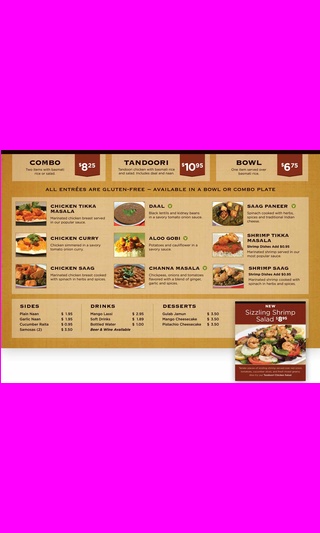 COMBO
Two items with basmati
rice or salad
$8.25
TANDOORI
Tandoori chicken with basmati rice
and salad. Includes daal and naan
$10.95
BOWL
One item served over
basmati rice
$6.75
ALL ENTRÉES ARE GLUTEN-FREE — AVAILABLE IN A BOWL OR COMBO PLATE
CHICKEN TIKKA
MASALA
Marinated chicken breast served
in our popular masala
DAAL
Black lentils and kidney beans
in a savory tomato onion sauce.
SAAG PANEER
Spinach cooked with herbs,
spices and traditional Indian
cheese
CHICKEN CURRY
Chicken simmered in a savory
tomato onion curry.
ALOO GOBI
Potatoes and cauliflower in a
savory sauce.
SHRIMP TIKKA
MASALA
Shrimp Dishes Add $0.95
Marinated shrimp served in our
most popular sauce
CHICKEN SAAG
Marinated chicken breast cooked
with spinach in herbs and spices
CHANNA MASALA
Chickpeas, onions and tomatoes
flavored with a blend of ginger,
SHRIMP SAAG
Shrimp Dishes Add $0.95
Marinated shrimp cooked with
spinach in herbs and spices
SIDES
Plain Naan $ 1.95
Garlic Naan $ 1.95
Cucumber Raita $ 0.95
Samosas (2) $ 3.50
DRINKS
Mango Lassi $ 2.95
Soft Drinks $ 1.69
Bottled Water $ 1.00
Beer & Wine Available
DESSERTS
Gulab Jamun $ 3.50
Mango Cheesecake $ 3.50
Pistachio Cheesecake $ 3.50
NEW
Sizzling Shrimp
Salad $8.95